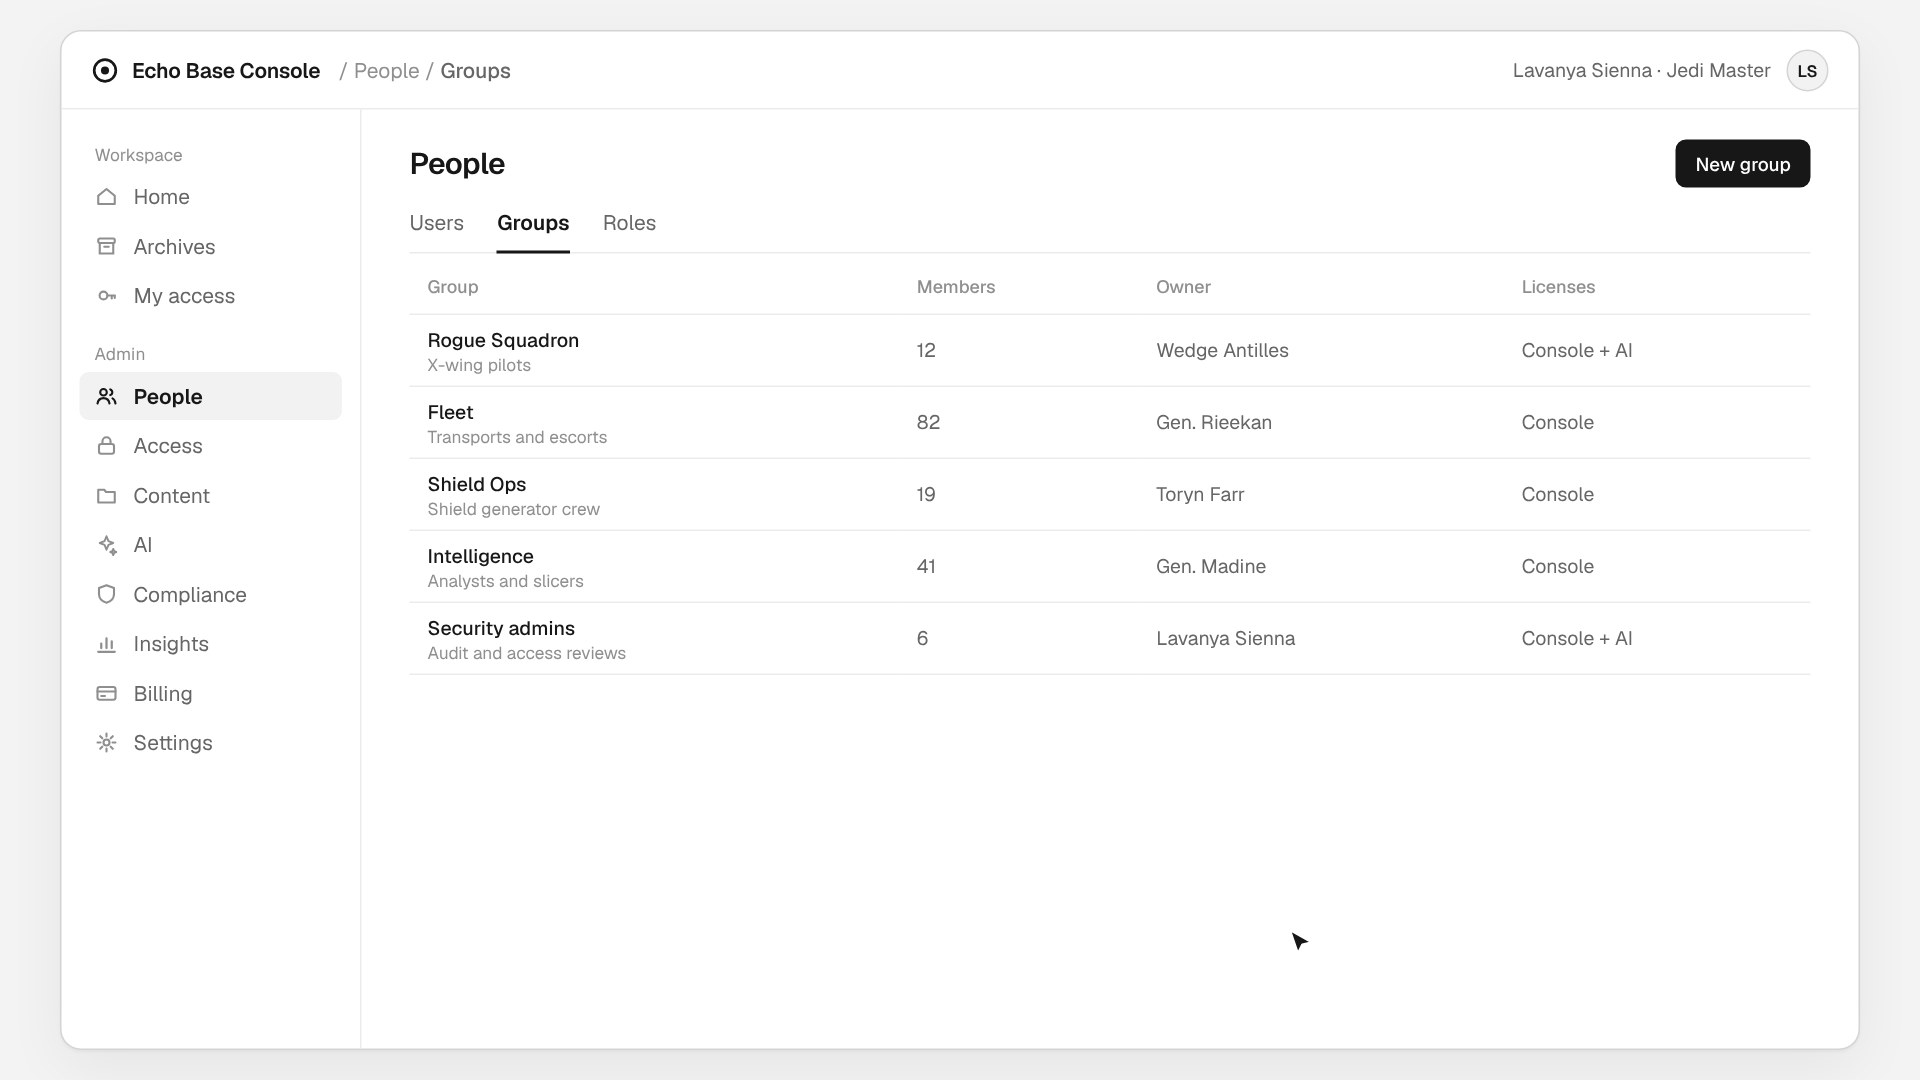 Echo Base Console / People / Groups
Lavanya Sienna · Jedi Master LS
Workspace
Home
Archives
My access
Admin
People
Access
Content
AI
Compliance
Insights
Billing
Settings
People
New group
Users Groups Roles
Group Members Owner Licenses
Rogue Squadron 12 Wedge Antilles Console + AI
X-wing pilots
Fleet 82 Gen. Rieekan Console
Transports and escorts
Shield Ops 19 Toryn Farr Console
Shield generator crew
Intelligence 41 Gen. Madine Console
Analysts and slicers
Security admins 6 Lavanya Sienna Console + AI
Audit and access reviews